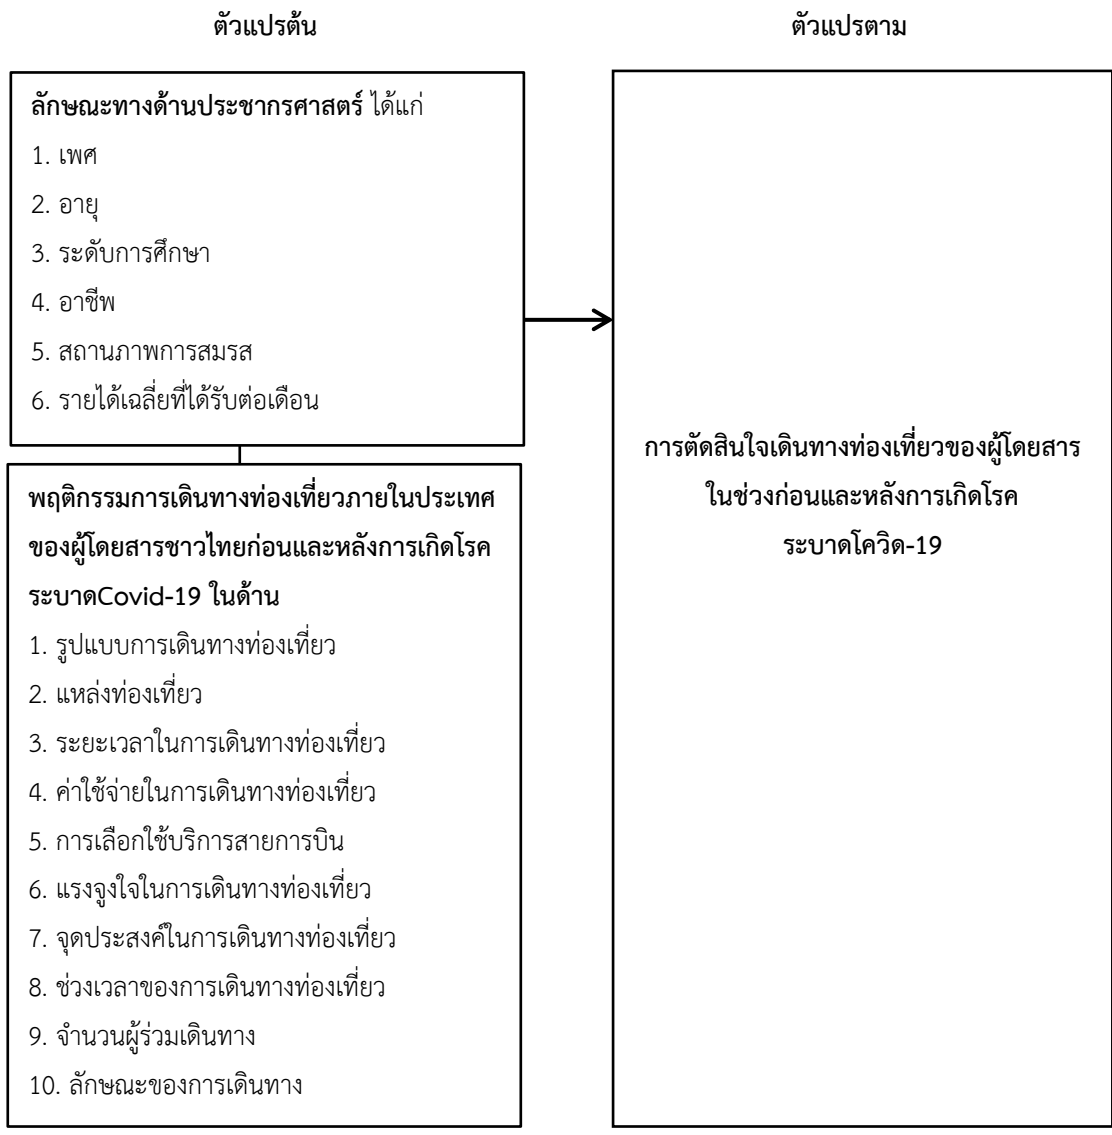 ตัวแปรต้น
ตัวแปรตาม
ลักษณะทางด้านประชากรศาสตร์ ได้แก่
1. เพศ
2. อายุ
3. ระดับการศึกษา
4. อาชีพ
5. สถานภาพการสมรส
6. รายได้เฉลี่ยที่ได้รับต่อเดือน
พฤติกรรมการเดินทางท่องเที่ยวภายในประเทศ
ของผู้โดยสารชาวไทยก่อนและหลังการเกิดโรค
ระบาดCovid-19 ในด้าน
1. รูปแบบการเดินทางท่องเที่ยว
2. แหล่งท่องเที่ยว
3. ระยะเวลาในการเดินทางท่องเที่ยว
4. ค่าใช้จ่ายในการเดินทางท่องเที่ยว
5. การเลือกใช้บริการสายการบิน
6. แรงจูงใจในการเดินทางท่องเที่ยว
7. จุดประสงค์ในการเดินทางท่องเที่ยว
8. ช่วงเวลาของการเดินทางท่องเที่ยว
9. จำนวนผู้ร่วมเดินทาง
10. ลักษณะของการเดินทาง
การตัดสินใจเดินทางท่องเที่ยวของผู้โดยสาร
ในช่วงก่อนและหลังการเกิดโรค
ระบาดโควิด-19